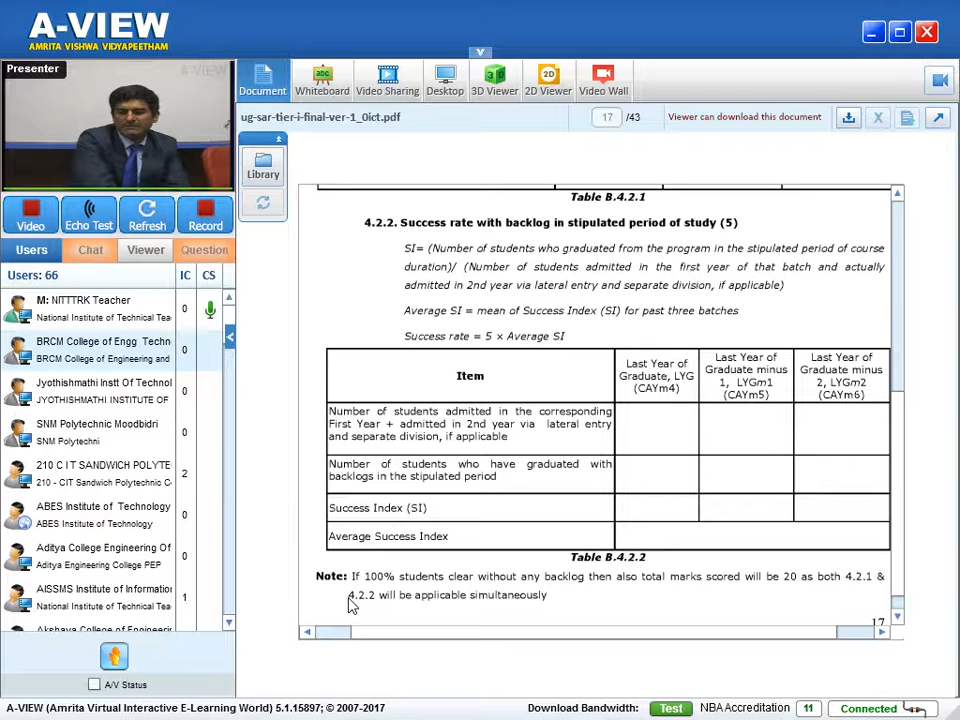 A-VIEW
AMRITA VISHWA VIDYAPEETHAM
Presenter
A-VIEW
Video
Echo Test
Refresh
Record
Users
Chat
Viewer
Question
Users: 66
IC
CS
M: NITTTRK Teacher
National Institute of Technical Tea
0
BRCM College of Engg Techn
BRCM College of Engineering and
0
Jyothishmathi Instt Of Technol
JYOTHISHMATHI INSTITUTE OF
0
SNM Polytechnic Moodbidri
SNM Polytechni
0
210 C I T SANDWICH POLYTE
210 - CIT Sandwich Polytechnic C
2
ABES Institute of Technology
ABES Institute of Technology
0
Aditya College Engineering Of
Aditya Engineering College PEP
0
AISSMS Institute of Informatior
National Institute of Technical Tea
1
Akshaya College of Engineeri
A/V Status
Document
Whiteboard
Video Sharing
Desktop
3D Viewer
2D Viewer
Video Wall
ug-sar-tier-i-final-ver-1_0ict.pdf
17
/43
Viewer can download this document
Library
Table B.4.2.1
4.2.2. Success rate with backlog in stipulated period of study (5)
SI= (Number of students who graduated from the program in the stipulated period of course
duration)/ (Number of students admitted in the first year of that batch and actually
admitted in 2nd year via lateral entry and separate division, if applicable)
Average SI = mean of Success Index (SI) for past three batches
Success rate = 5 × Average SI
Item
Last Year of
Graduate, LYG
(CAYm4)
Last Year of
Graduate minus
1, LYGm1
(CAYm5)
Last Year of
Graduate minus
2, LYGm2
(CAYm6)
Number of students admitted in the corresponding
First Year + admitted in 2nd year via lateral entry
and separate division, if applicable
Number of students who have graduated with
backlogs in the stipulated period
Success Index (SI)
Average Success Index
Table B.4.2.2
Note: If 100% students clear without any backlog then also total marks scored will be 20 as both 4.2.1 &
4.2.2 will be applicable simultaneously
17
A-VIEW (Amrita Virtual Interactive E-Learning World) 5.1.15897; © 2007-2017
Download Bandwidth:
Test
NBA Accreditation
11
Connected